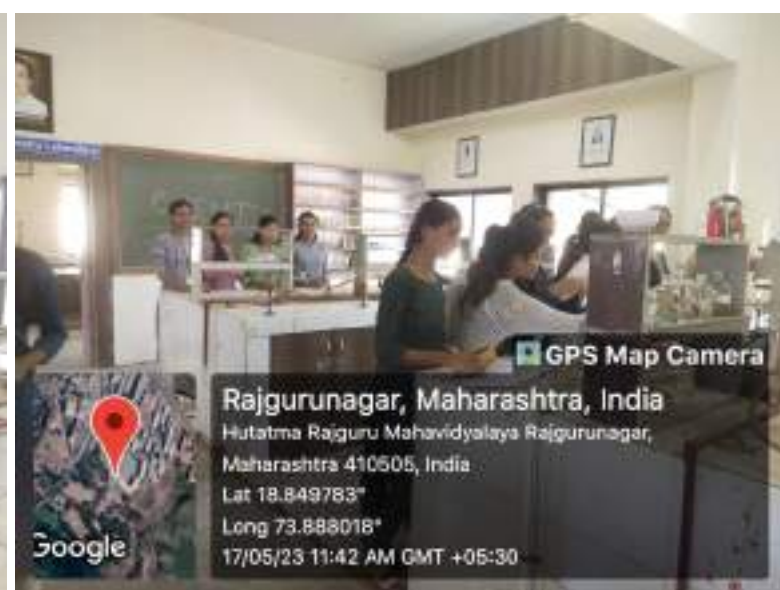 GPS Map Camera
Rajgurunagar, Maharashtra, India
Hutatma Rajguru Mahavidyalaya Rajgurunagar,
Maharashtra 410505, India
Lat 18.849783°
Long 73.888018°
17/05/23 11:42 AM GMT +05:30
Google